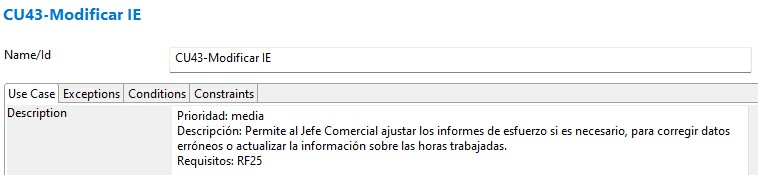 CU43-Modificar IE
Name/Id
CU43-Modificar IE
Use Case Exceptions Conditions Constraints
Description
Prioridad: media
Descripción: Permite al Jefe Comercial ajustar los informes de esfuerzo si es necesario, para corregir datos
erróneos o actualizar la información sobre las horas trabajadas.
Requisitos: RF25